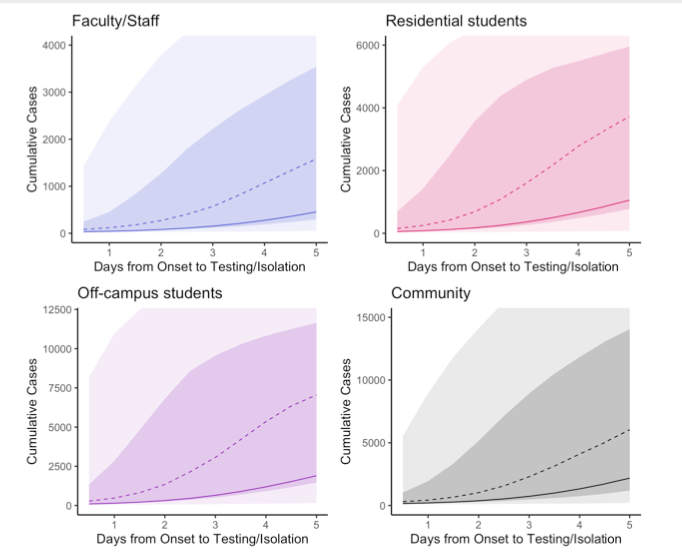 Faculty/Staff
4000
3000
2000
1000
0
Cumulative Cases
1 2 3 4 5
Days from Onset to Testing/Isolation
Residential students
6000
4000
2000
0
Cumulative Cases
1 2 3 4 5
Days from Onset to Testing/Isolation
Off-campus students
12500
10000
7500
5000
2500
0
Cumulative Cases
1 2 3 4 5
Days from Onset to Testing/Isolation
Community
15000
10000
5000
0
Cumulative Cases
1 2 3 4 5
Days from Onset to Testing/Isolation